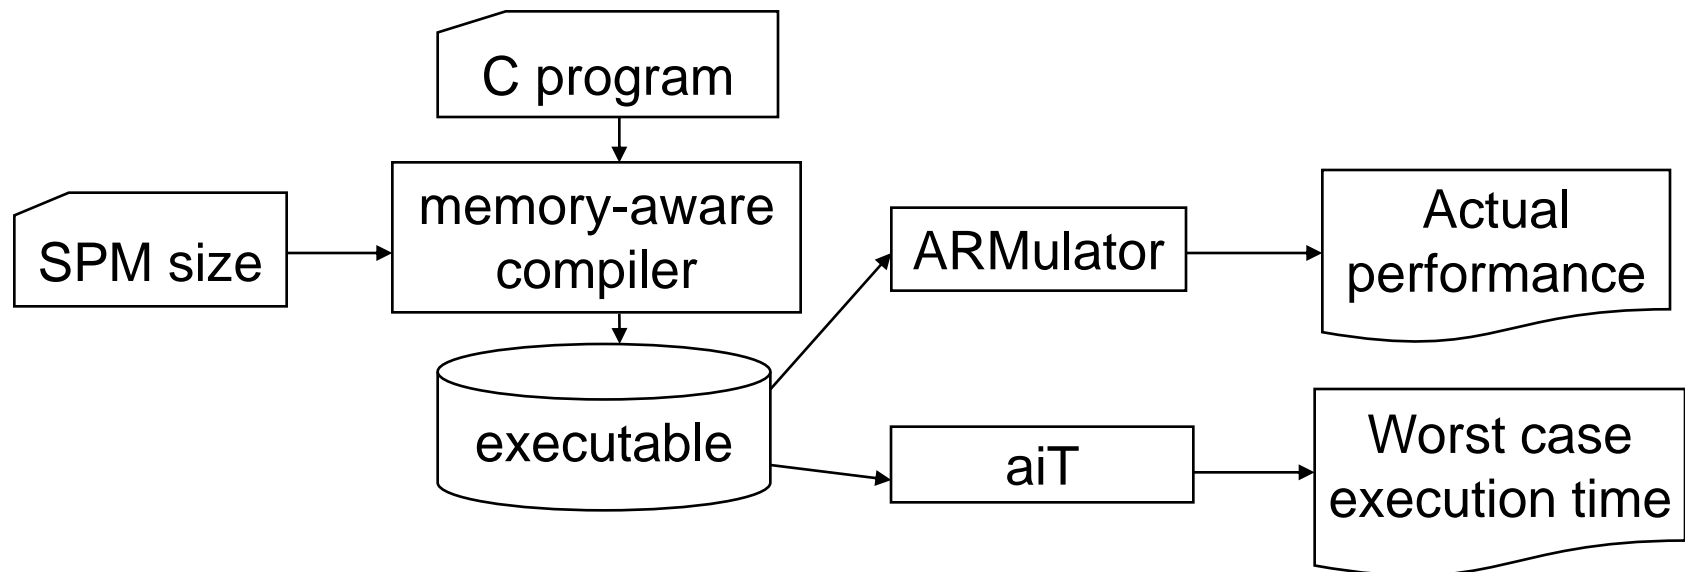 C program
SPM size
memory-aware
compiler
executable
ARMulator
Actual
performance
aiT
Worst case
execution time